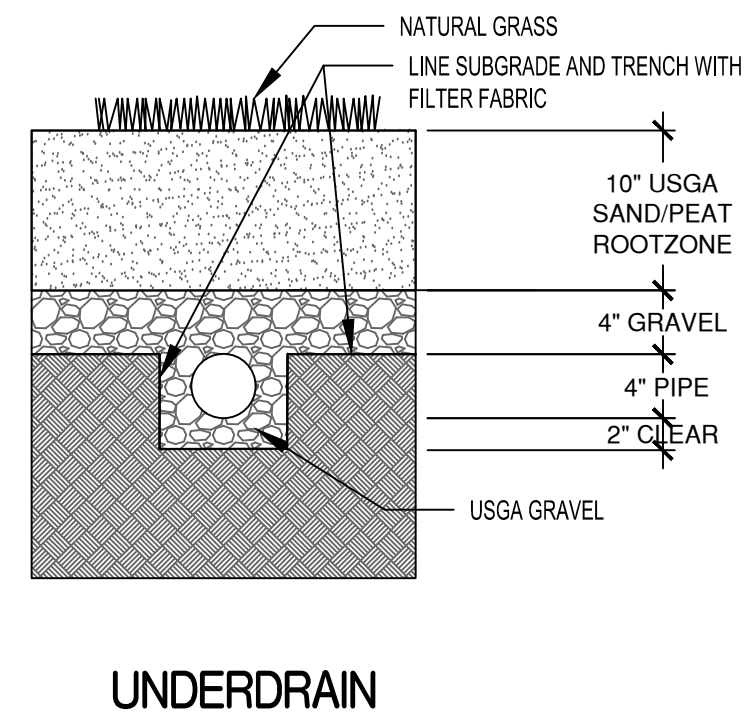 NATURAL GRASS
LINE SUBGRADE AND TRENCH WITH
FILTER FABRIC
10" USGA
SAND/PEAT
ROOTZONE
4" GRAVEL
4" PIPE
2" CLEAR
USGA GRAVEL
UNDERDRAIN